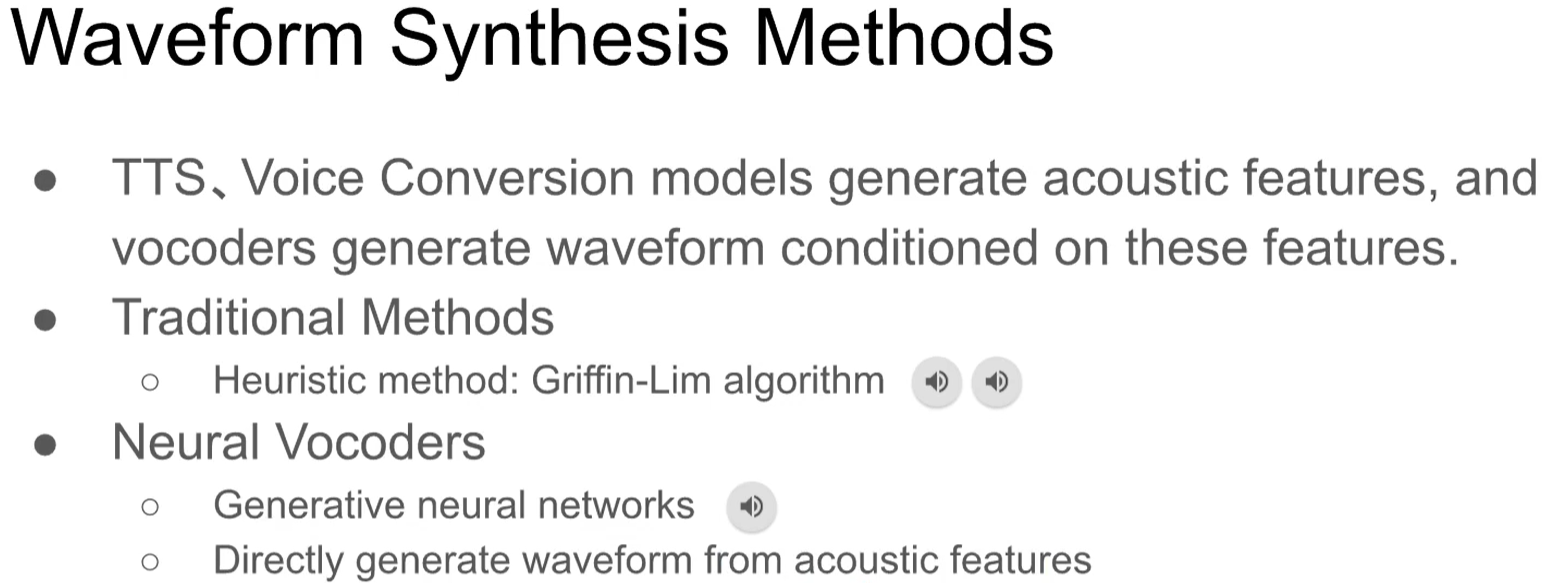 Waveform Synthesis Methods
● TTS、Voice Conversion models generate acoustic features, and
vocoders generate waveform conditioned on these features.
● Traditional Methods
○ Heuristic method: Griffin-Lim algorithm
● Neural Vocoders
○ Generative neural networks
○ Directly generate waveform from acoustic features